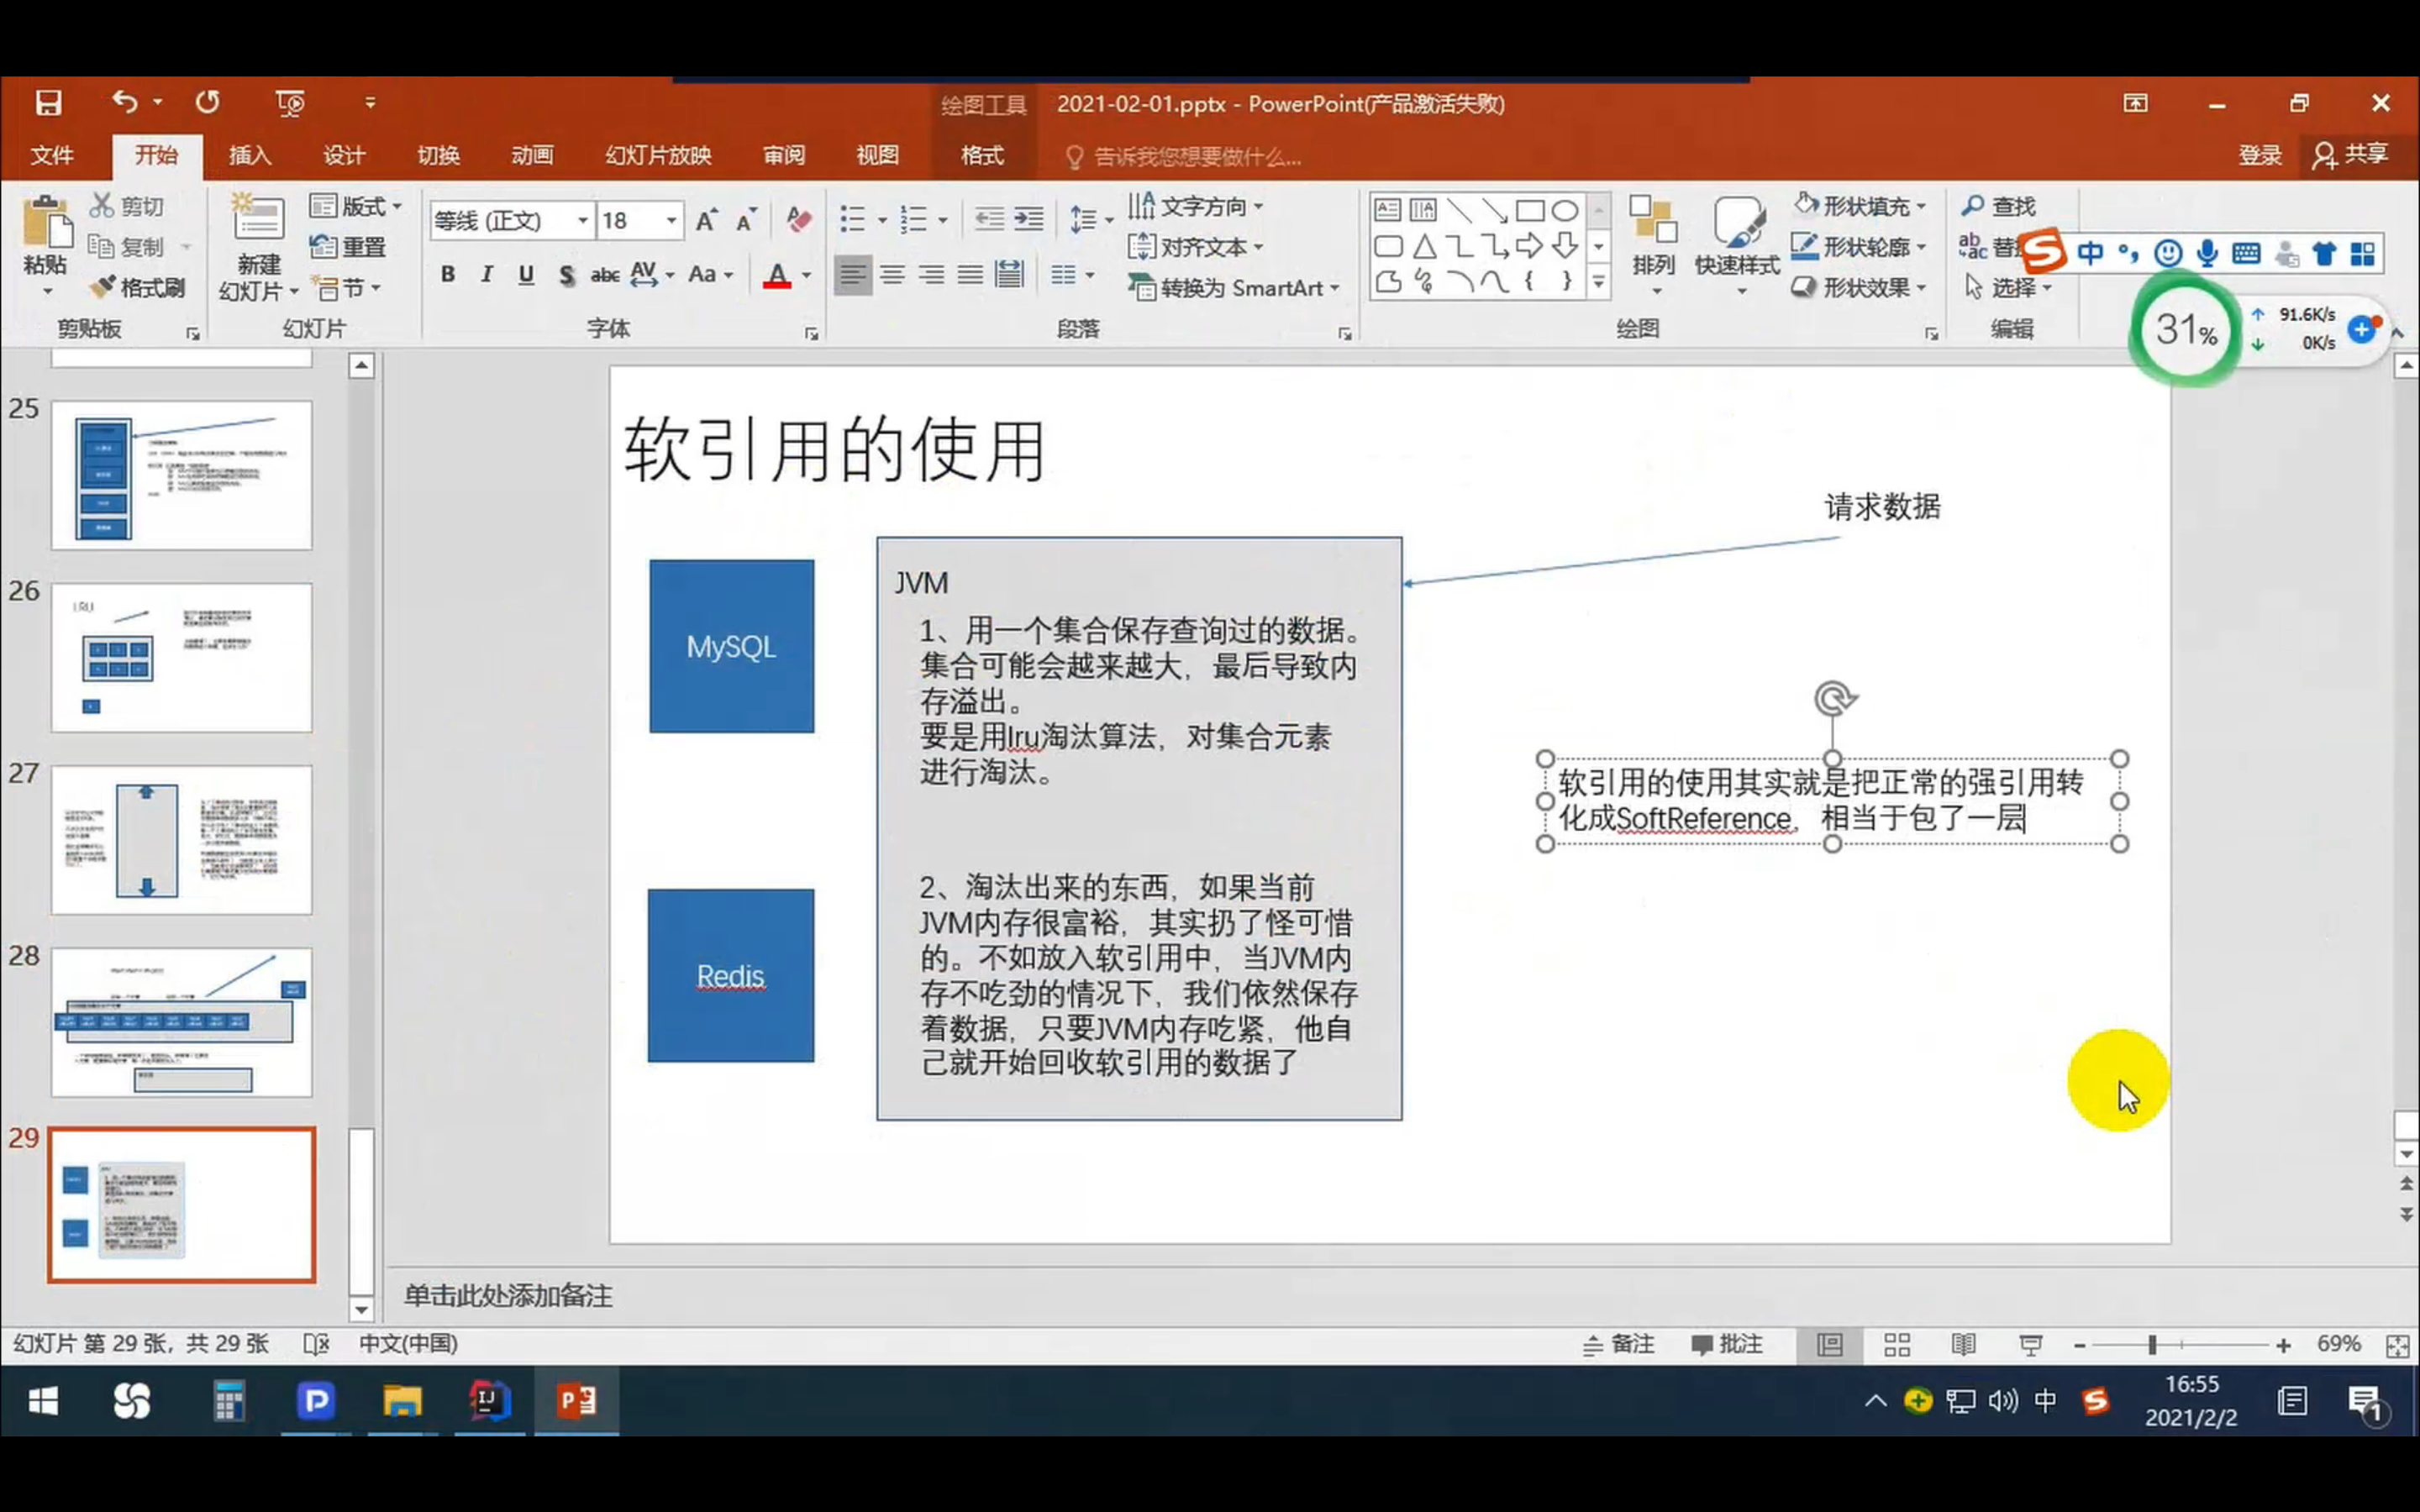 绘图工具
2021-02-01.pptx - PowerPoint(产品激活失败)
文件
开始
插入
设计
切换
动画
幻灯片放映
审阅
视图
格式
告诉我您想要做什么...
登录
共享
粘贴
剪切
复制
格式刷
剪贴板
新建
幻灯片
版式
重置
节
幻灯片
等线 (正文)
18
字体
文字方向
对齐文本
转换为 SmartArt
段落
排列
快速样式
形状填充
形状轮廓
形状效果
绘图
查找
选择
编辑
中
31%
91.6K/s
0K/s
25
26
LRU
27
28
29
软引用的使用
请求数据
MySQL
Redis
JVM
1、用一个集合保存查询过的数据。
集合可能会越来越大，最后导致内
存溢出。
要是用lru淘汰算法，对集合元素
进行淘汰。
2、淘汰出来的东西，如果当前
JVM内存很富裕，其实扔了怪可惜
的。不如放入软引用中，当JVM内
存不吃劲的情况下，我们依然保存
着数据，只要JVM内存吃紧，他自
己就开始回收软引用的数据了
软引用的使用其实就是把正常的强引用转
化成SoftReference，相当于包了一层
单击此处添加备注
幻灯片 第 29 张，共 29 张
中文(中国)
备注
批注
69%
中
16:55
2021/2/2
1